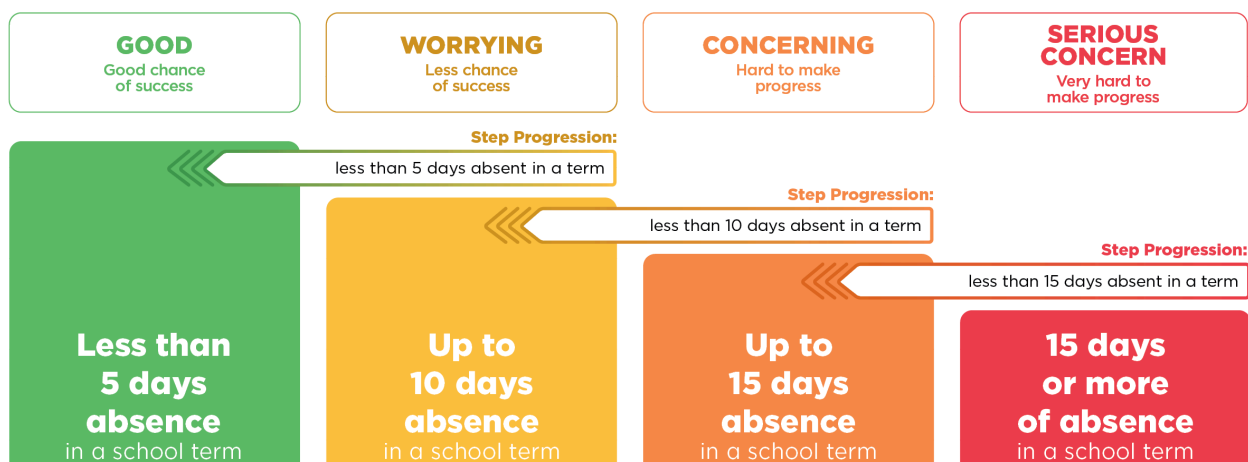 GOOD
Good chance
of success
WORRYING
Less chance
of success
CONCERNING
Hard to make
progress
SERIOUS
CONCERN
Very hard to
make progress
Step Progression:
less than 5 days absent in a term
Step Progression:
less than 10 days absent in a term
Step Progression:
less than 15 days absent in a term
Less than
5 days
absence
in a school term
Up to
10 days
absence
in a school term
Up to
15 days
absence
in a school term
15 days
or more
of absence
in a school term